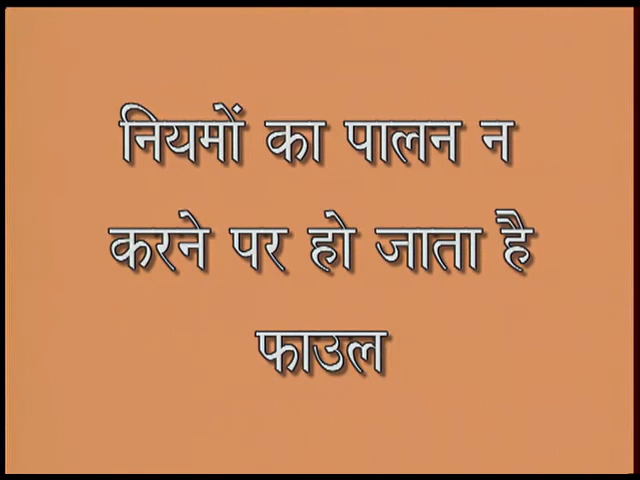 नियमों का पालन न
करने पर हो जाता है
फाउल